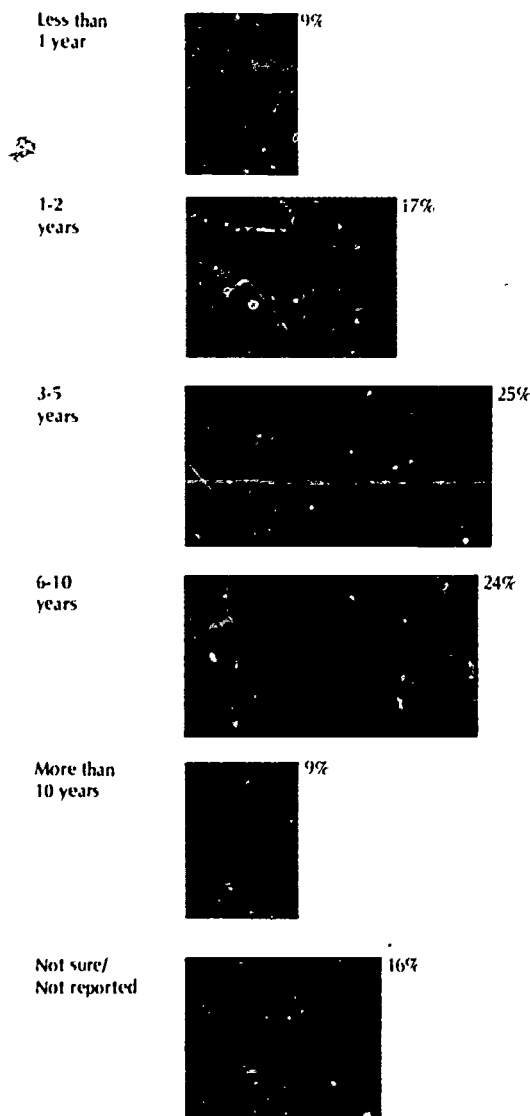 Less than
1 year
9%
1-2
years
17%
3-5
years
25%
6-10
years
24%
More than
10 years
9%
Not sure/
Not reported
16%